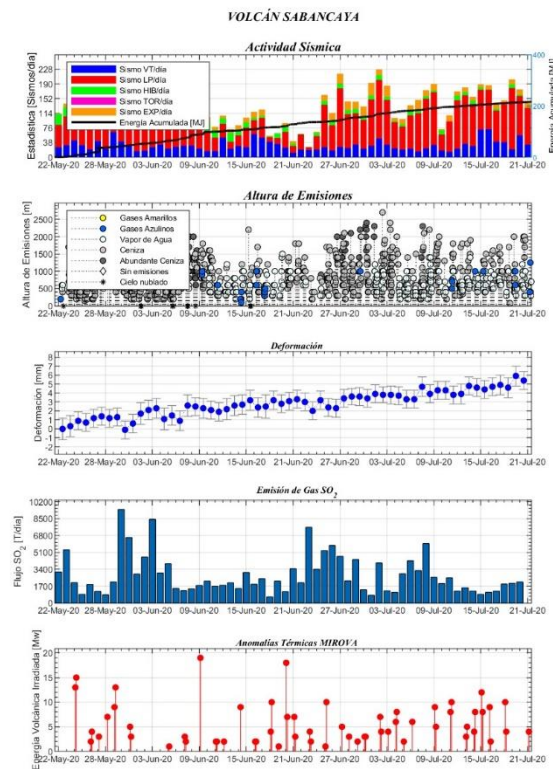 VOLCÁN SABANCAYA
Actividad Sísmica
Estadística [Sismos/día]
228
190
152
114
76
38
0
Sismo VT/día
Sismo LP/día
Sismo HIB/día
Sismo TOR/día
Sismo EXP/día
Energía Acumulada [MJ]
400
200
0
Energía Acumulada [MJ]
22-May-20 28-May-20 03-Jun-20 09-Jun-20 15-Jun-20 21-Jun-20 27-Jun-20 03-Jul-20 09-Jul-20 15-Jul-20 21-Jul-20
Altura de Emisiones
Altura de Emisiones [m]
2500
2000
1500
1000
500
0
Gases Amarillos
Gases Azulinos
Vapor de Agua
Ceniza
Abundante Ceniza
Sin emisiones
Cielo nublado
22-May-20 28-May-20 03-Jun-20 09-Jun-20 15-Jun-20 21-Jun-20 27-Jun-20 03-Jul-20 09-Jul-20 15-Jul-20 21-Jul-20
Deformación
Deformación [mm]
8
7
6
5
4
3
2
1
0
-1
-2
22-May-20 28-May-20 03-Jun-20 09-Jun-20 15-Jun-20 21-Jun-20 27-Jun-20 03-Jul-20 09-Jul-20 15-Jul-20 21-Jul-20
Emisión de Gas SO2
Flujo SO2 [T/día]
10200
8500
6800
5100
3400
1700
0
22-May-20 28-May-20 03-Jun-20 09-Jun-20 15-Jun-20 21-Jun-20 27-Jun-20 03-Jul-20 09-Jul-20 15-Jul-20 21-Jul-20
Anomalías Térmicas MIROVA
Energía Volcánica Irradiada [Mw]
20
15
10
5
0
22-May-20 28-May-20 03-Jun-20 09-Jun-20 15-Jun-20 21-Jun-20 27-Jun-20 03-Jul-20 09-Jul-20 15-Jul-20 21-Jul-20